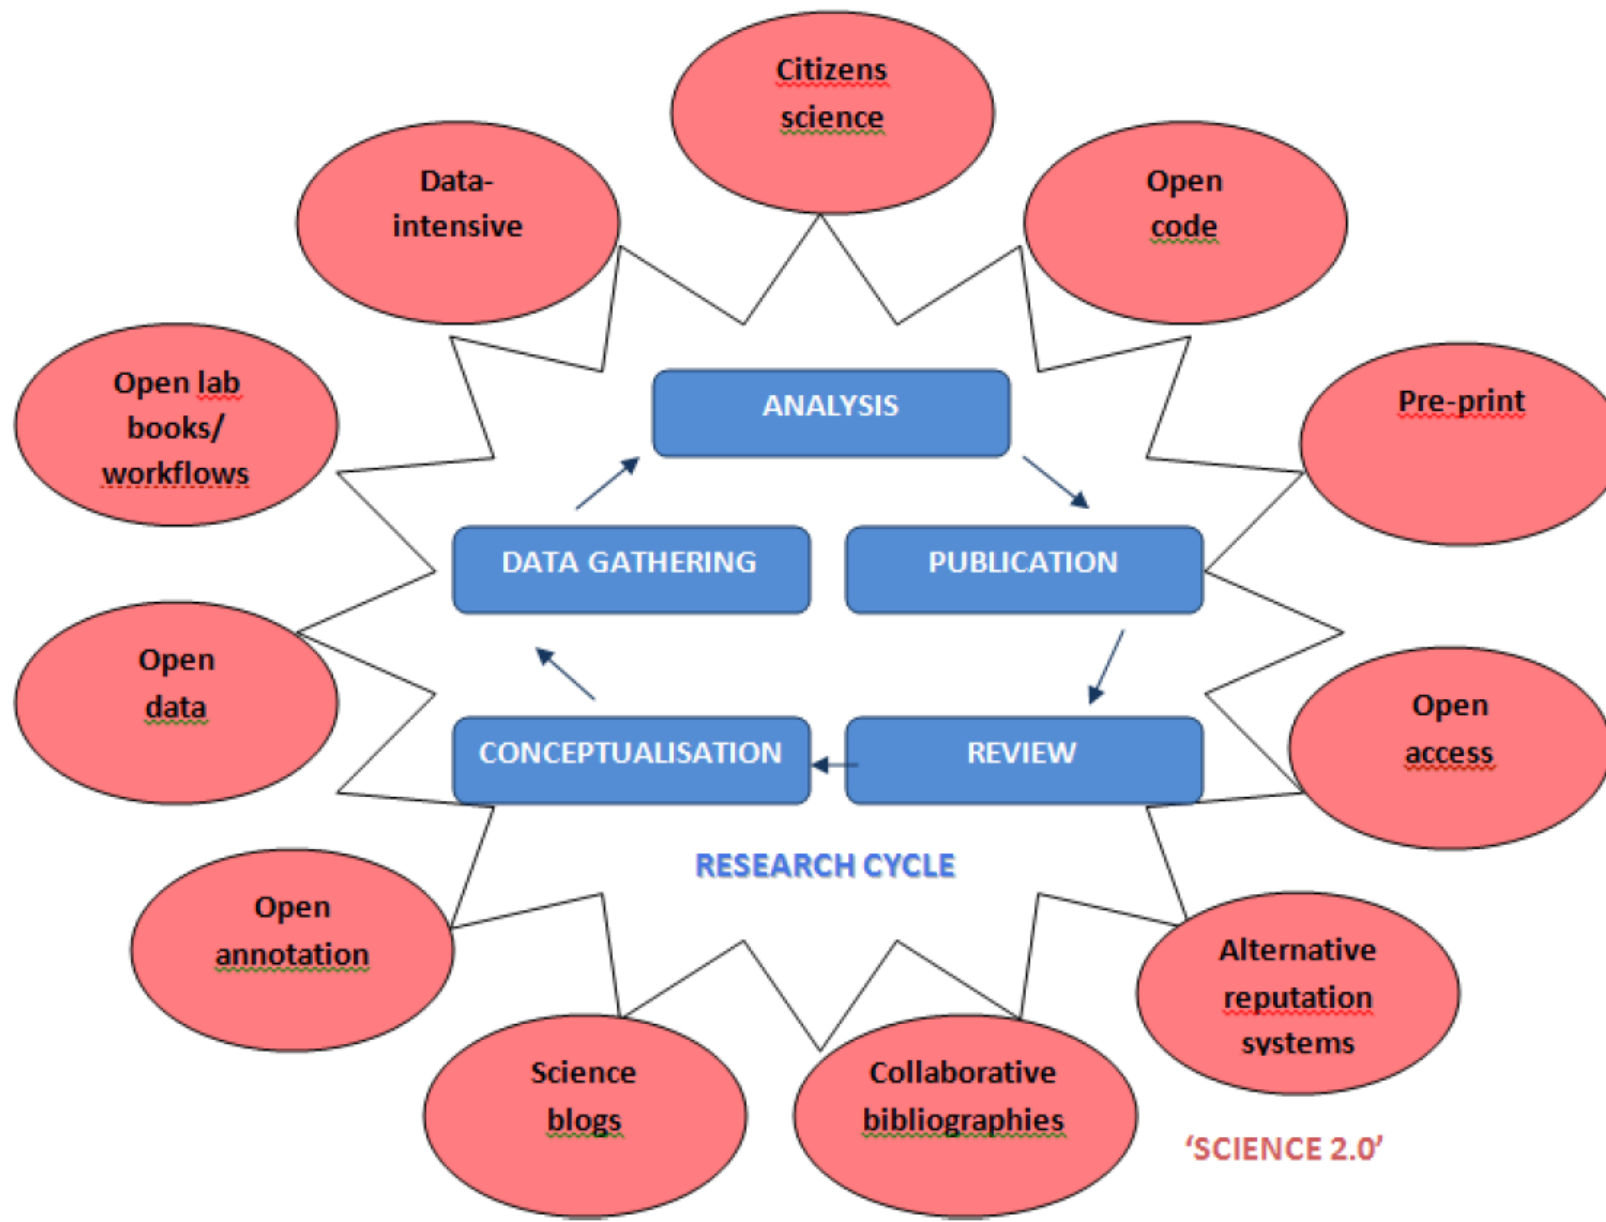 Citizens
science
Data-
intensive
Open
code
Open lab
books/
workflows
Pre-print
ANALYSIS
DATA GATHERING
PUBLICATION
Open
data
Open
access
CONCEPTUALISATION
REVIEW
RESEARCH CYCLE
Open
annotation
Alternative
reputation
systems
Science
blogs
Collaborative
bibliographies
‘SCIENCE 2.0’